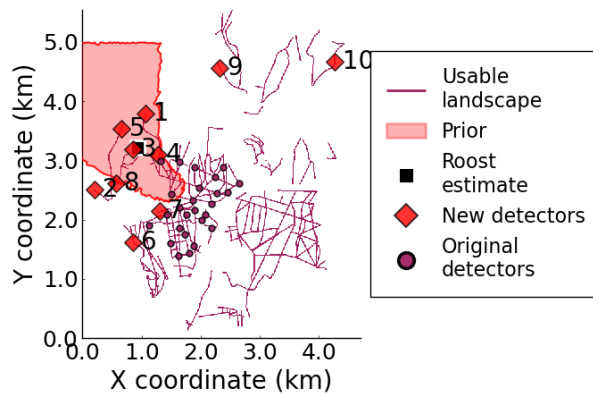 5.0
4.0
3.0
2.0
1.0
0.0
0.0
1.0
2.0
3.0
4.0
Y coordinate (km)
X coordinate (km)
1
2
3
4
5
6
7
8
9
10
Usable
landscape
Prior
Roost
estimate
New detectors
Original
detectors